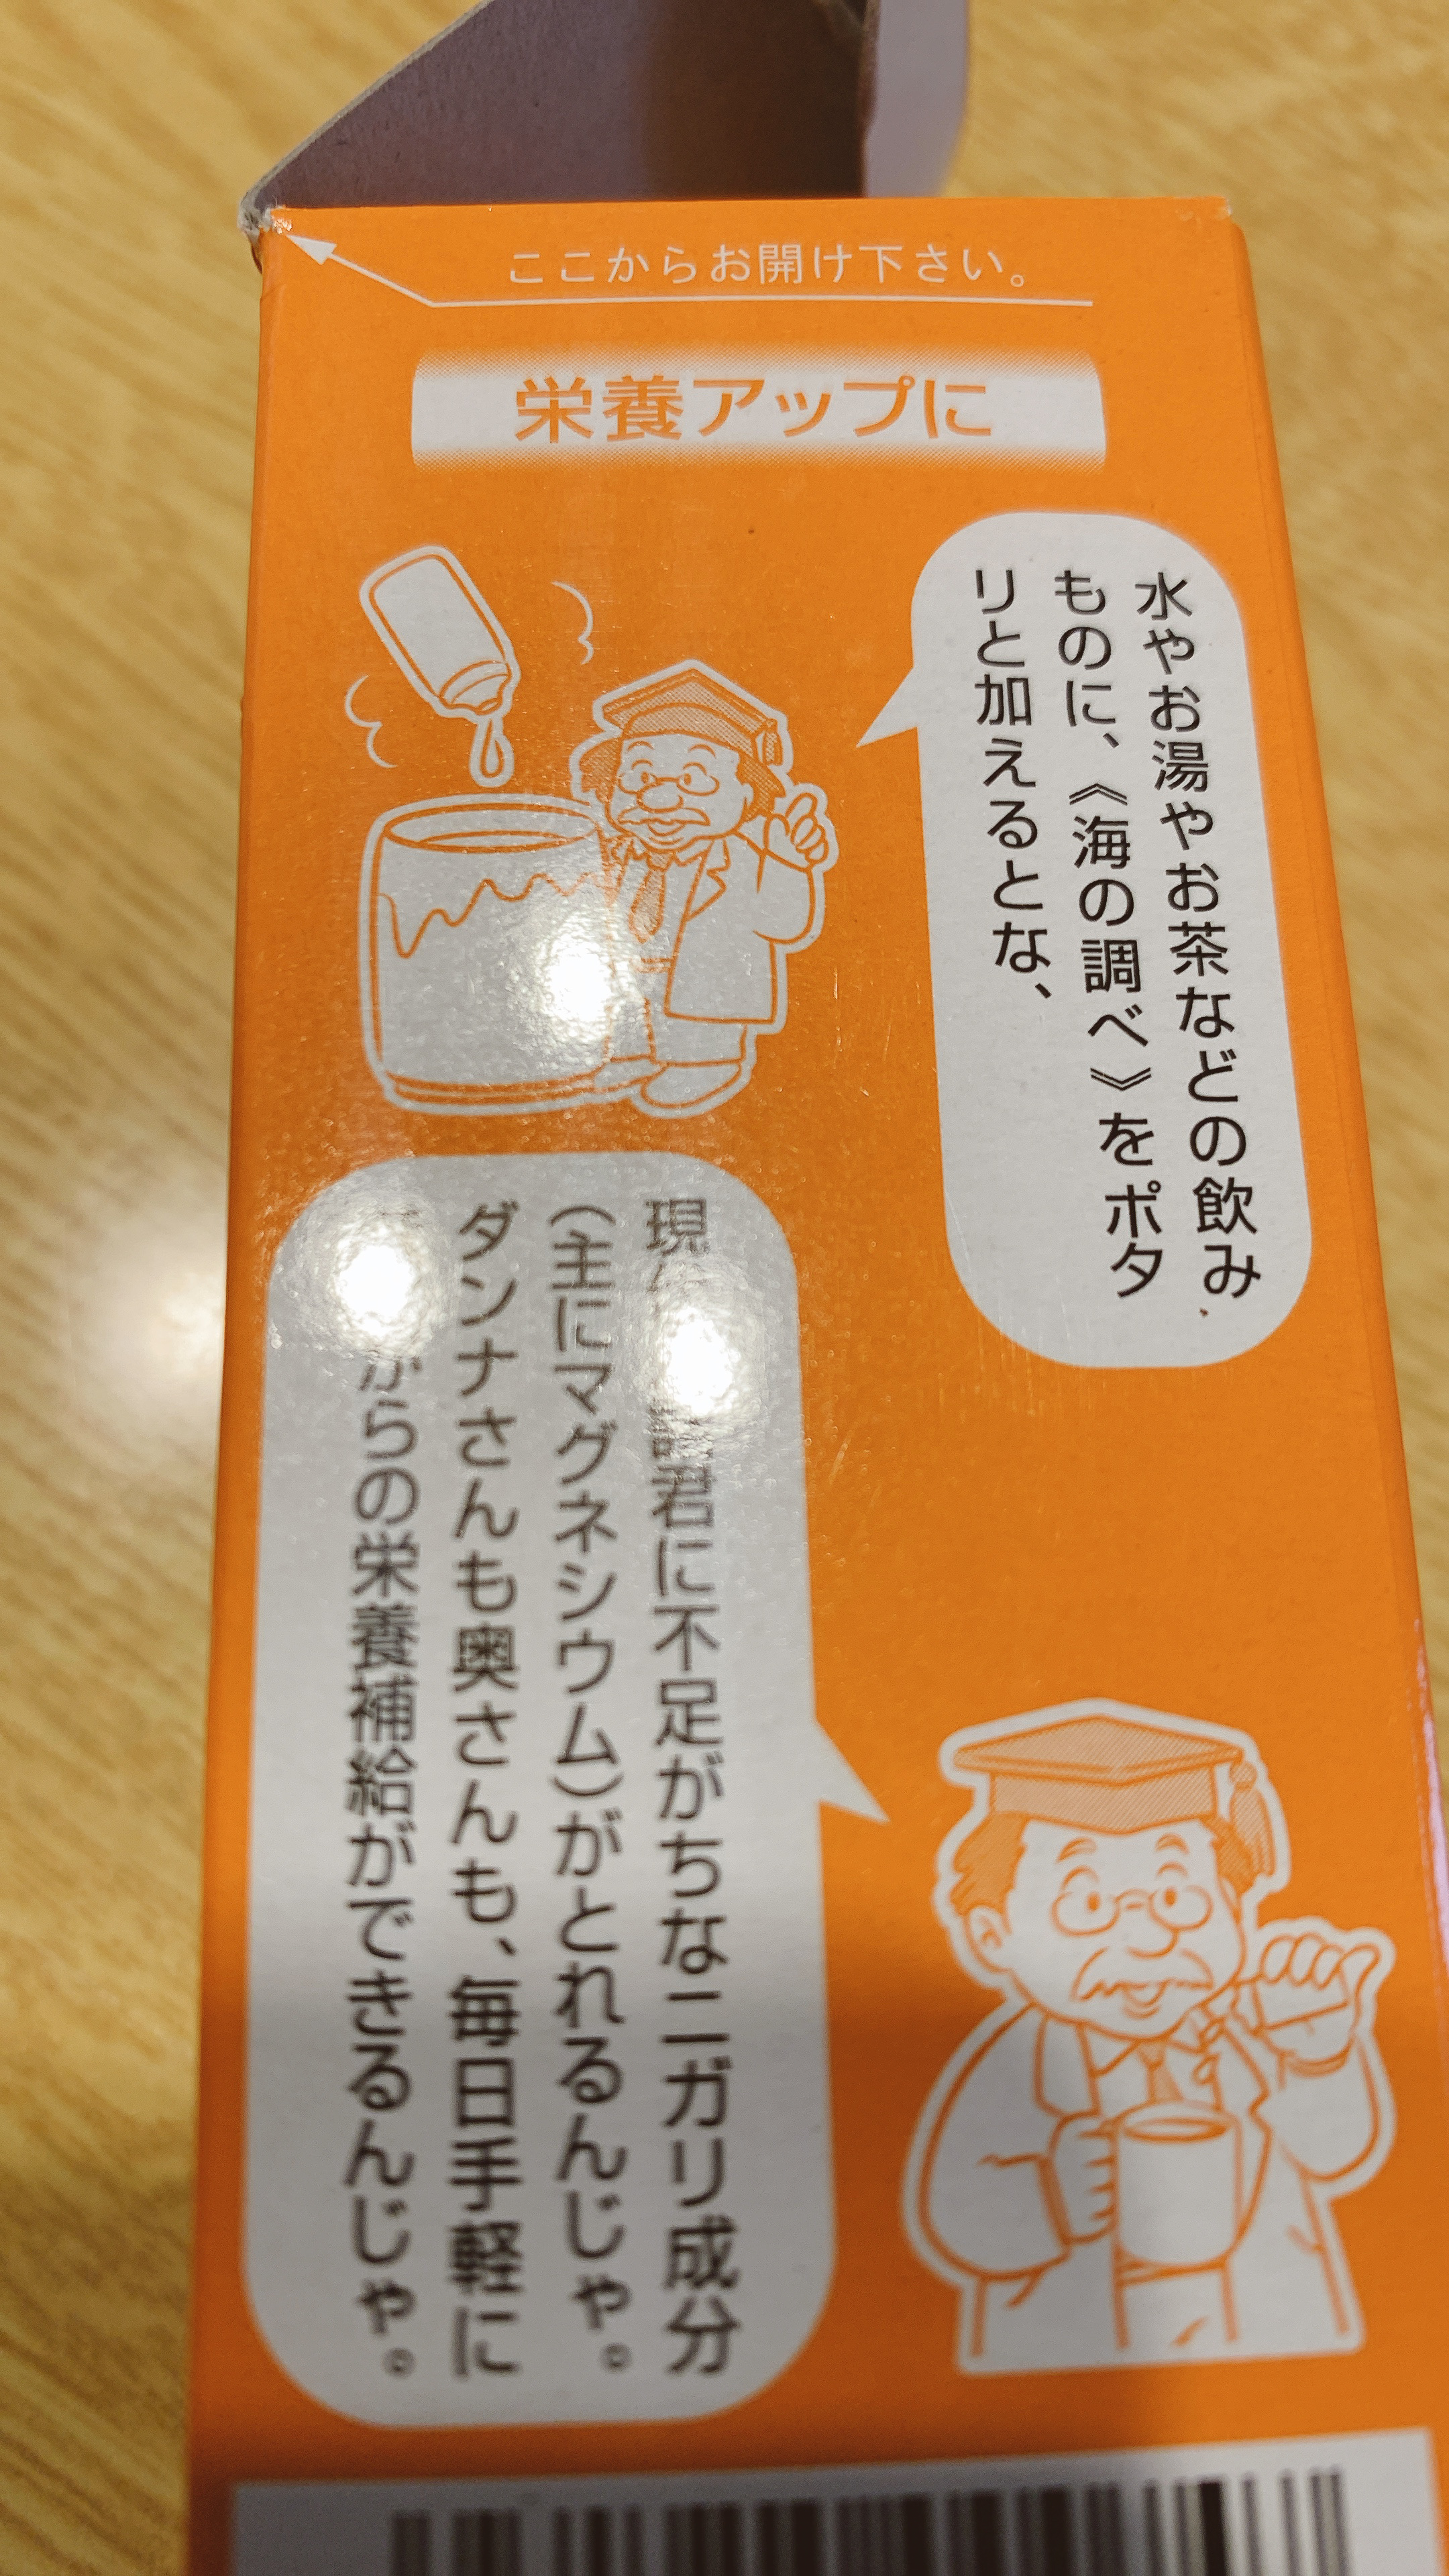 ここからお開け下さい。
栄養アップに
水やお湯やお茶などの飲み
ものに、《海の調べ》をポタ
リと加えるとな、
君に不足がちなニガリ成分
(主にマグネシウム)がとれるんじゃ。
ダンナさんも奥さんも、毎日手軽に
からの栄養補給ができるんじゃ。